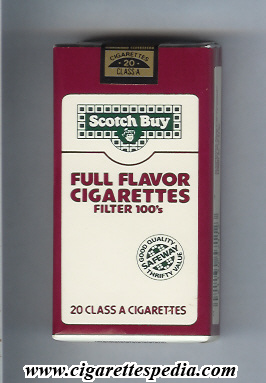 CIGARETTES
20
CLASS A
Scotch Buy
FULL FLAVOR
CIGARETTES
FILTER 100's
GOOD QUALITY
SAFEWAY
THRIFTY VALUE
20 CLASS A CIGARETTES
www.cigarettespedia.com